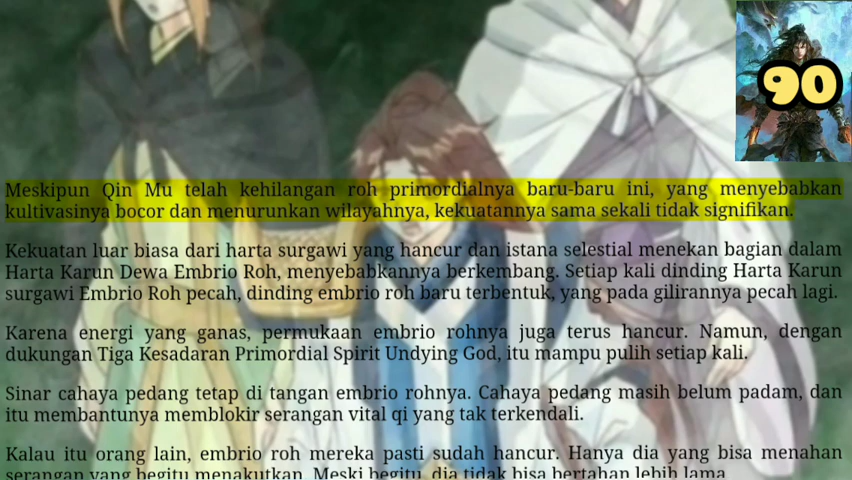 90
Meskipun Qin Mu telah kehilangan roh primordialnya baru-baru ini, yang menyebabkan
kultivasinya bocor dan menurunkan wilayahnya, kekuatannya sama sekali tidak signifikan.
Kekuatan luar biasa dari harta surgawi yang hancur dan istana selestial menekan bagian dalam
Harta Karun Dewa Embrio Roh, menyebabkannya berkembang. Setiap kali dinding Harta Karun
surgawi Embrio Roh pecah, dinding embrio roh baru terbentuk, yang pada gilirannya pecah lagi.
Karena energi yang ganas, permukaan embrio rohnya juga terus hancur. Namun, dengan
dukungan Tiga Kesadaran Primordial Spirit Undying God, itu mampu pulih setiap kali.
Sinar cahaya pedang tetap di tangan embrio rohnya. Cahaya pedang masih belum padam, dan
itu membantunya memblokir serangan vital qi yang tak terkendali.
Kalau itu orang lain, embrio roh mereka pasti sudah hancur. Hanya dia yang bisa menahan
serangan yang begitu menakutkan. Meski begitu, dia tidak bisa bertahan lebih lama